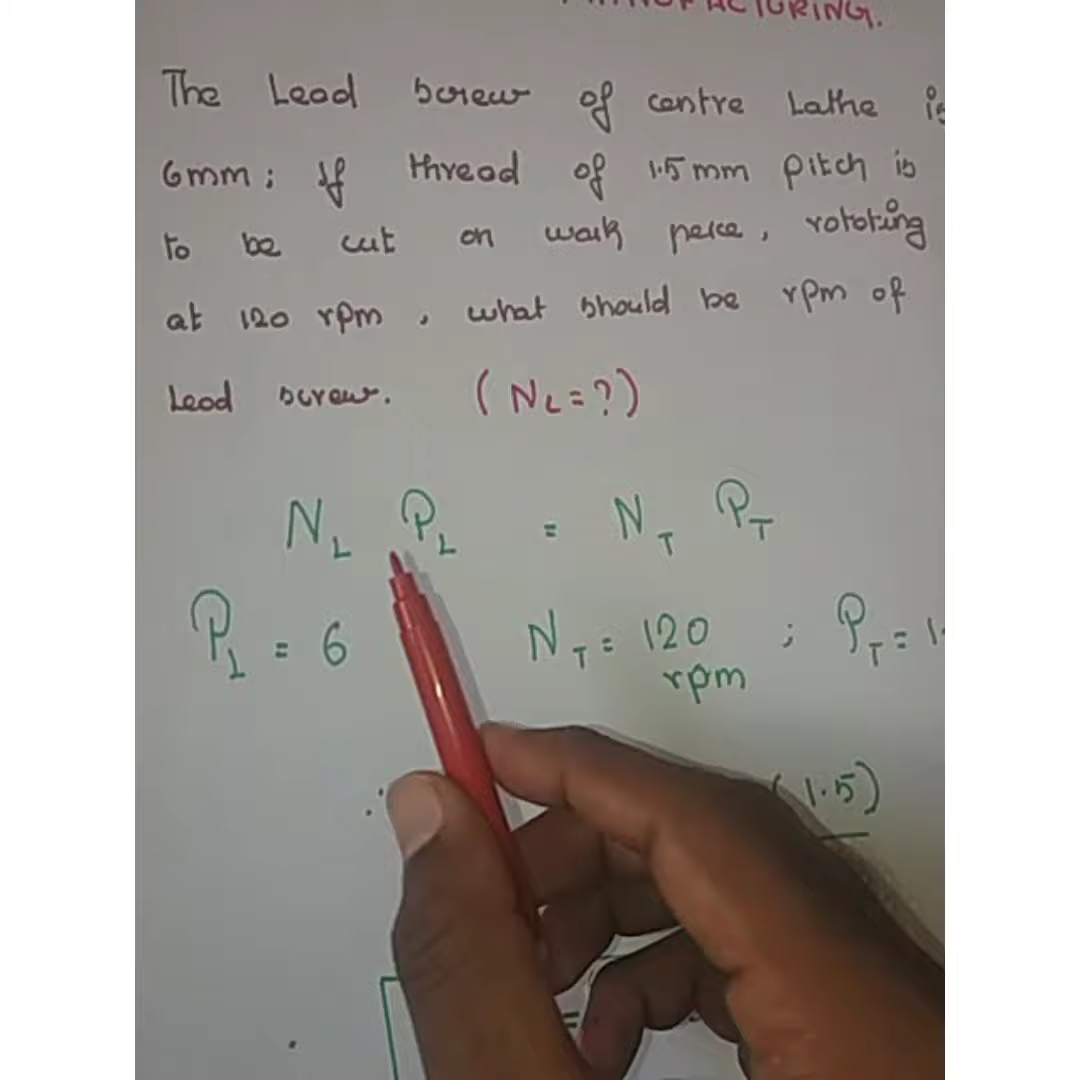 The Lead screw of centre Lathe is
6mm; If thread of 1.5mm pitch is
to be cut on work peice, rotating
at 120 rpm, what should be rpm of
Lead screw. (NL=?)
NL PL = NT PT
PL = 6 NT = 120 rpm ; PT = 1.
∴ (1.5)
=